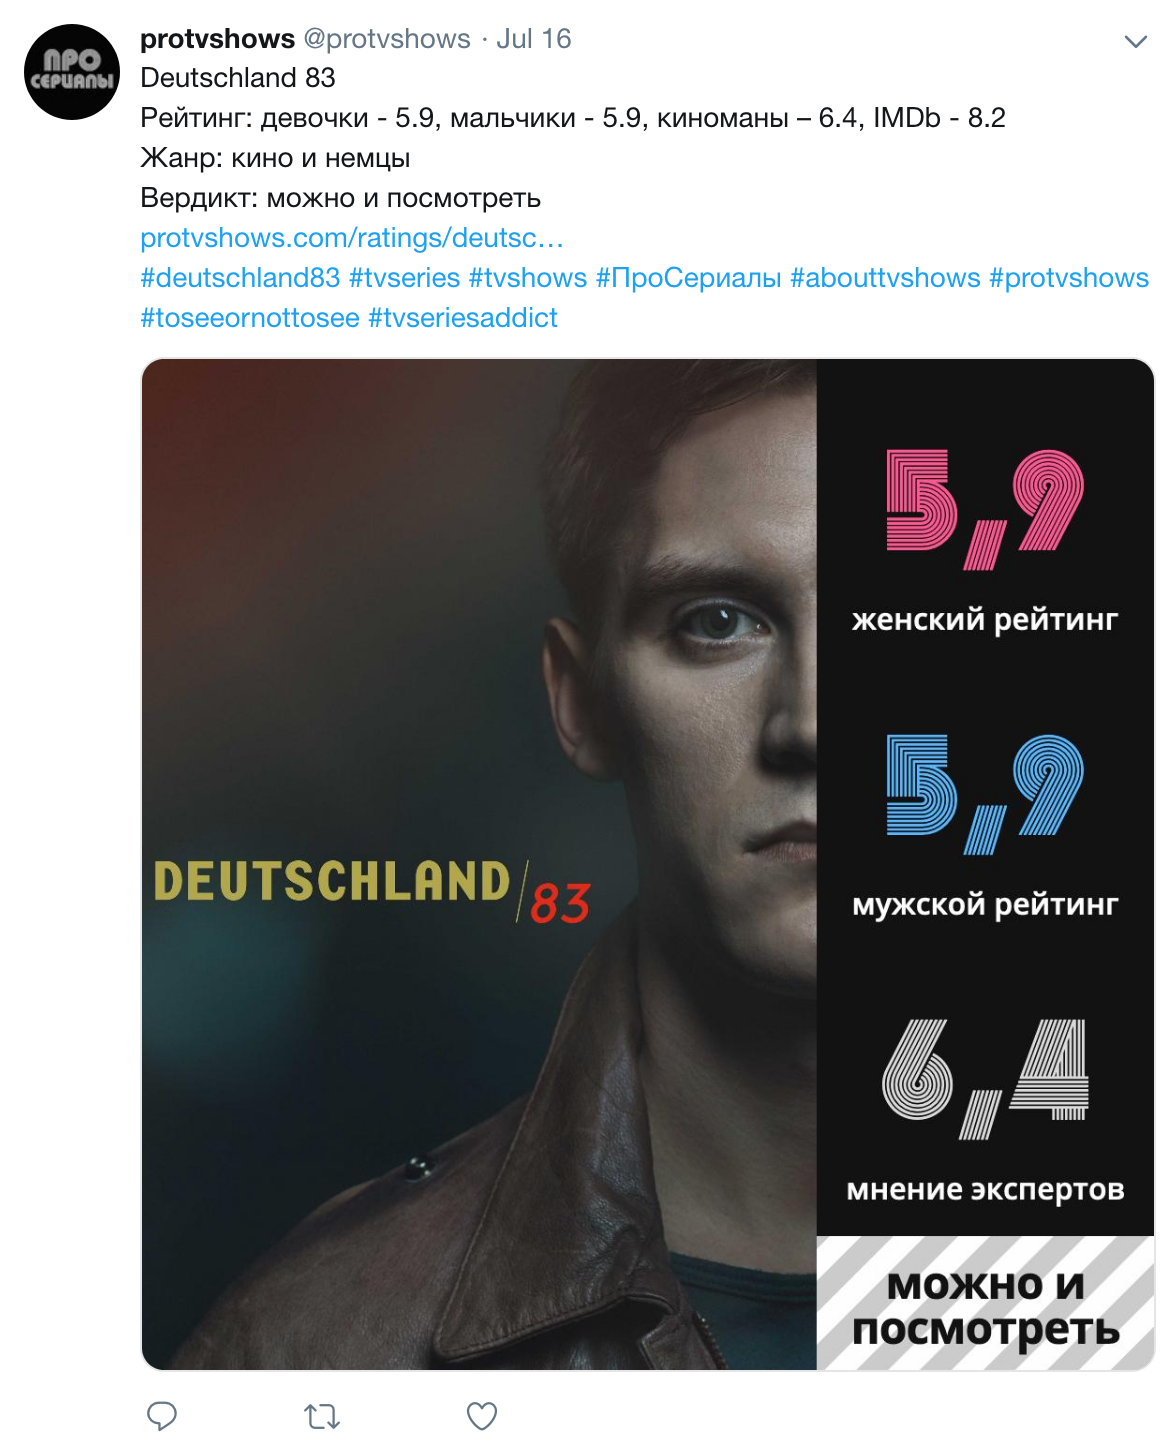 ПРО
СЕРИАЛЫ
protvshows @protvshows · Jul 16
Deutschland 83
Рейтинг: девочки - 5.9, мальчики - 5.9, киноманы – 6.4, IMDb - 8.2
Жанр: кино и немцы
Вердикт: можно и посмотреть
protvshows.com/ratings/deutsc…
#deutschland83 #tvseries #tvshows #ПроСериалы #abouttvshows #protvshows
#toseeornottosee #tvseriesaddict
DEUTSCHLAND/83
5,9
женский рейтинг
5,9
мужской рейтинг
6,4
мнение экспертов
можно и
посмотреть